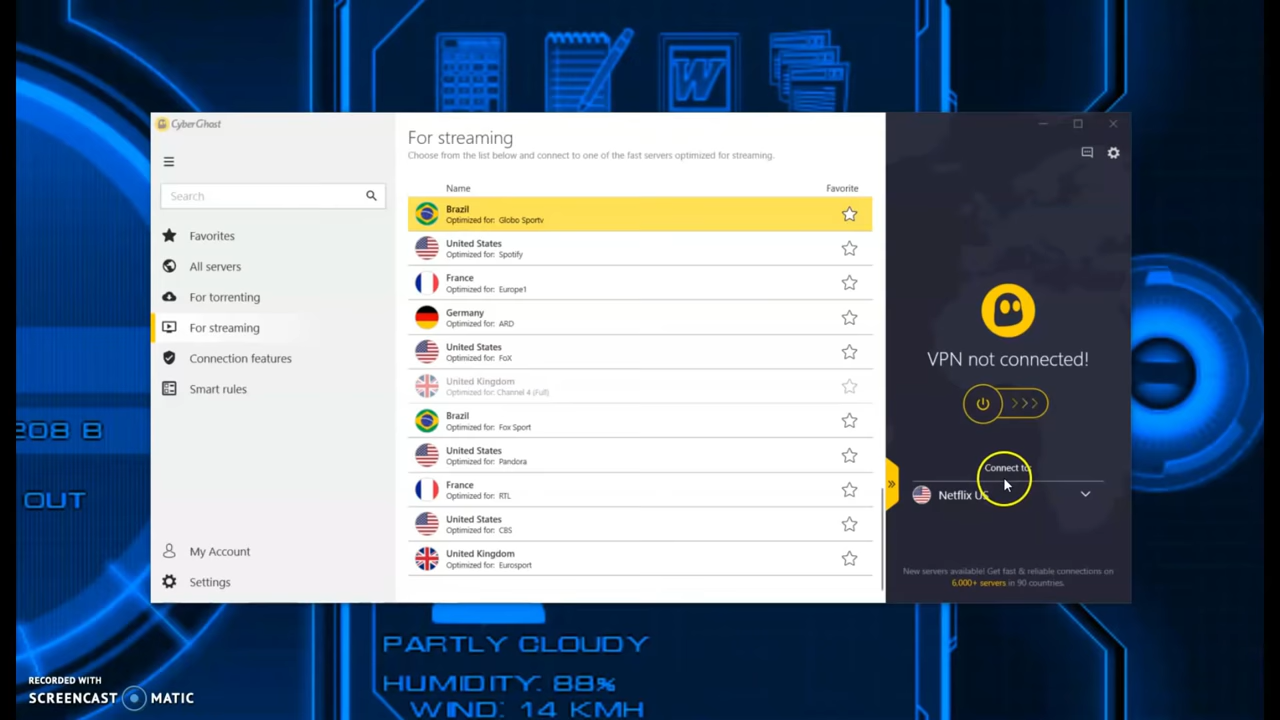 CyberGhost
Search
Favorites
All servers
For torrenting
For streaming
Connection features
Smart rules
My Account
Settings
For streaming
Choose from the list below and connect to one of the fast servers optimized for streaming.
Name Favorite
Brazil
Optimized for: Globo Sportv
United States
Optimized for: Spotify
France
Optimized for: Europe1
Germany
Optimized for: ARD
United States
Optimized for: FoX
United Kingdom
Optimized for: Channel 4 (Full)
Brazil
Optimized for: Fox Sport
United States
Optimized for: Pandora
France
Optimized for: RTL
United States
Optimized for: CBS
United Kingdom
Optimized for: Eurosport
VPN not connected!
Connect to:
Netflix US
New servers available! Get fast & reliable connections on
6,000+ servers in 90 countries.
W
208 B
OUT
PARTLY CLOUDY
HUMIDITY: 88%
WIND: 14 KMH
RECORDED WITH
SCREENCAST MATIC